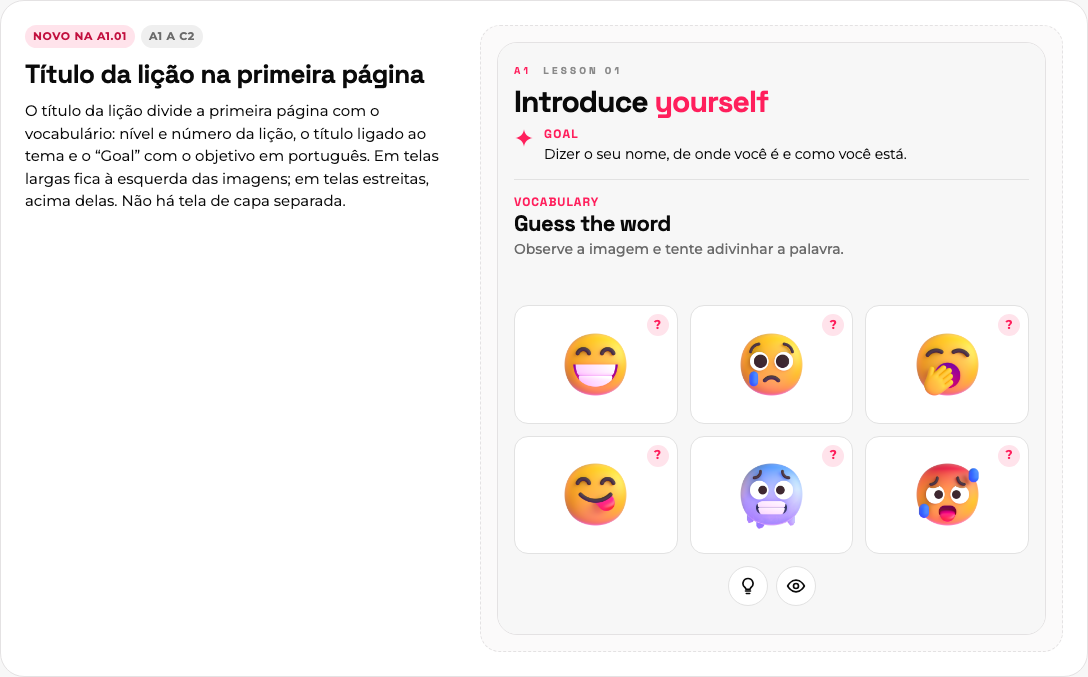 NOVO NA A1.01
A1 A C2
Título da lição na primeira página
O título da lição divide a primeira página com o
vocabulário: nível e número da lição, o título ligado ao
tema e o “Goal” com o objetivo em português. Em telas
largas fica à esquerda das imagens; em telas estreitas,
acima delas. Não há tela de capa separada.
A1 LESSON 01
Introduce yourself
GOAL
Dizer o seu nome, de onde você é e como você está.
VOCABULARY
Guess the word
Observe a imagem e tente adivinhar a palavra.
?
?
?
?
?
?